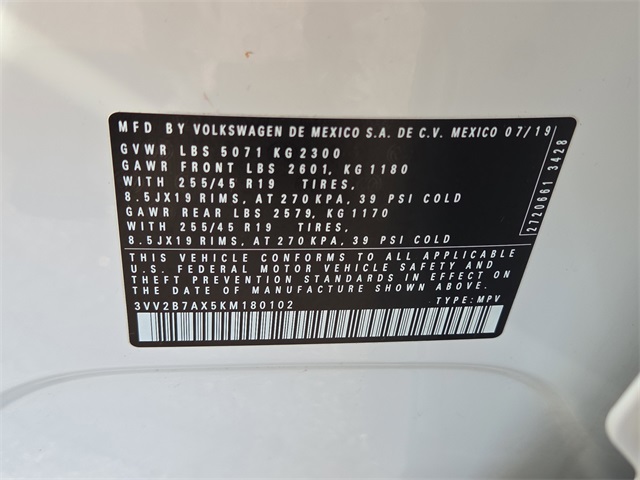 MFD BY VOLKSWAGEN DE MEXICO S.A. DE C.V. MEXICO 07/19
GVWR LBS 5071 KG 2300
GAWR FRONT LBS 2601, KG 1180
WITH 255/45 R19 TIRES,
8.5JX19 RIMS, AT 270 KPA, 39 PSI COLD
GAWR REAR LBS 2579, KG 1170
WITH 255/45 R19 TIRES,
8.5JX19 RIMS, AT 270 KPA, 39 PSI COLD
THIS VEHICLE CONFORMS TO ALL APPLICABLE
U.S. FEDERAL MOTOR VEHICLE SAFETY AND
THEFT PREVENTION STANDARDS IN EFFECT ON
THE DATE OF MANUFACTURE SHOWN ABOVE.
3VV2B7AX5KM180102 TYPE: MPV
2720661 3428